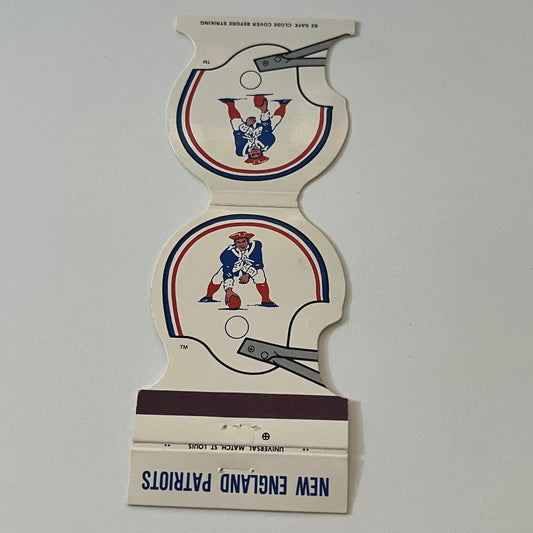 BE SAFE. CLOSE COVER BEFORE STRIKING
TM
TM
UNIVERSAL MATCH, ST. LOUIS
NEW ENGLAND PATRIOTS